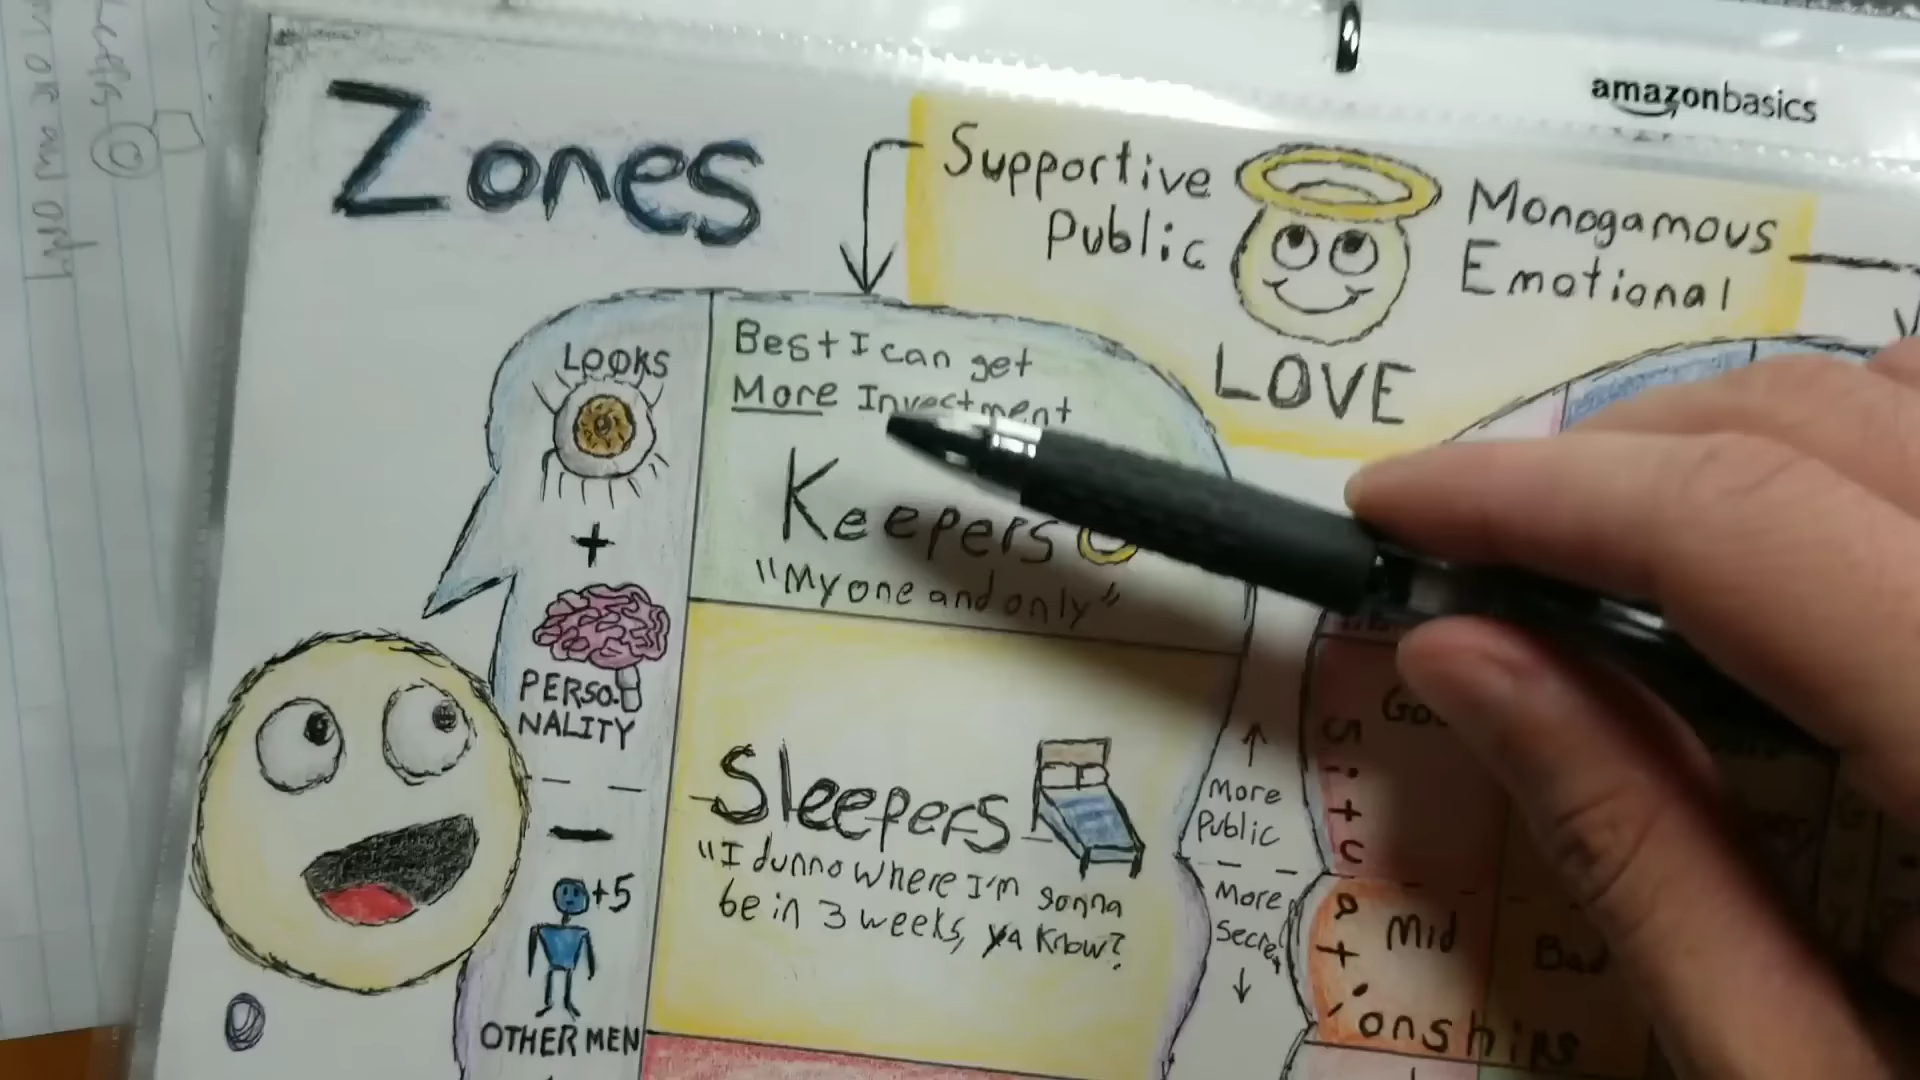 amazonbasics
Zones
Supportive
Public
Monogamous
Emotional
LOVE
LOOKS
+
PERSO-
NALITY
+5
OTHER MEN
Best I can get
More Investment
Keepers
"My one and only"
Sleepers
"I dunno where I'm gonna
be in 3 weeks, ya know?
More
Public
More
Secret
Situationships
Mid
Bad